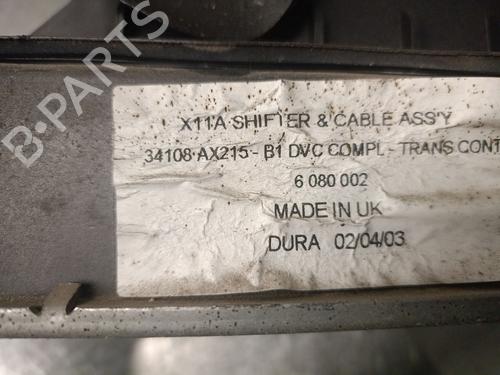 B-PARTS
X11A SHIFTER & CABLE ASS'Y
34108 AX215 - B1 DVC COMPL - TRANS CONT
6 080 002
MADE IN UK
DURA 02/04/03